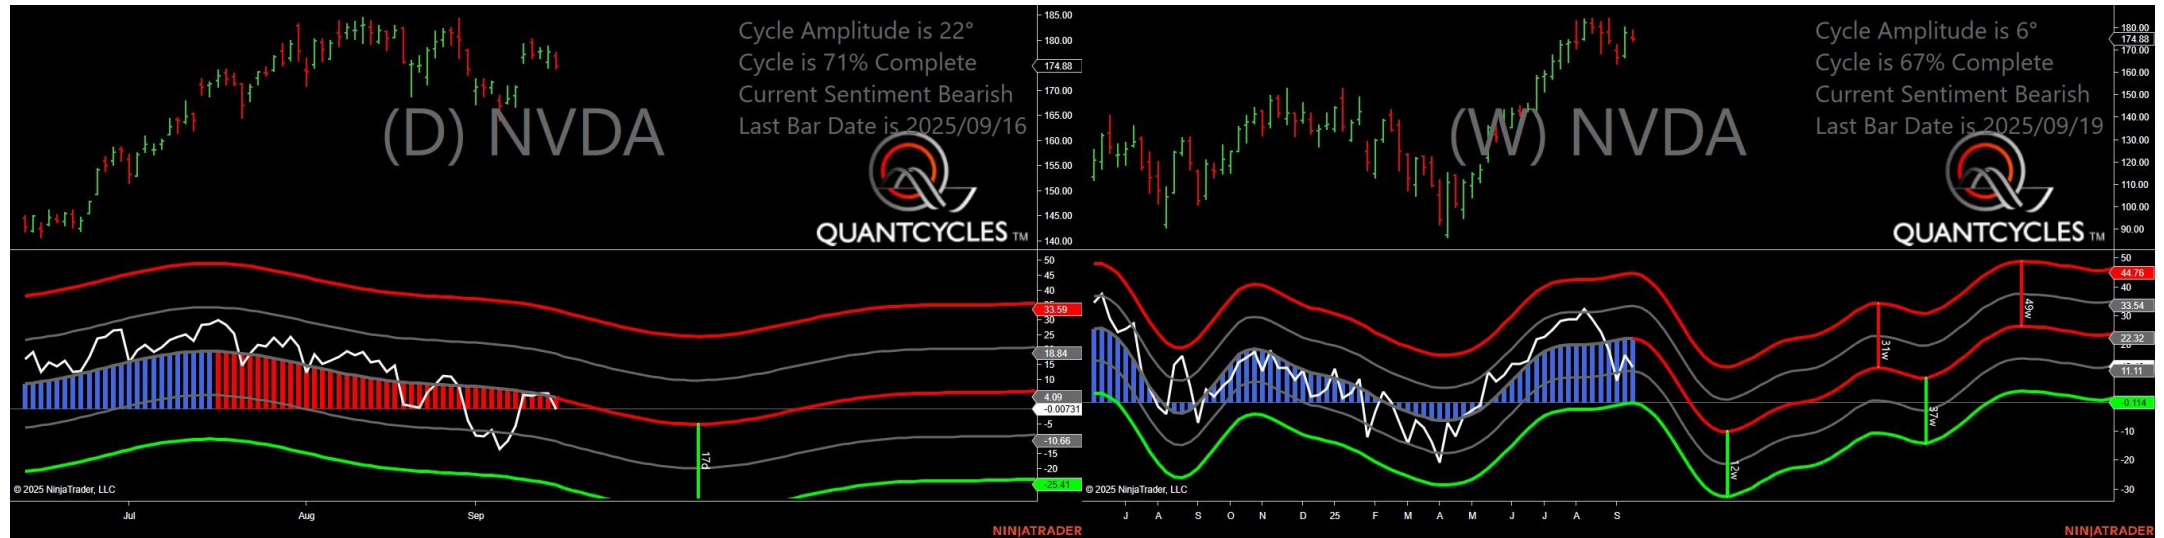 Cycle Amplitude is 22°
Cycle is 71% Complete
Current Sentiment Bearish
Last Bar Date is 2025/09/16
(D) NVDA
QUANTCYCLES TM
185.00
180.00
174.88
170.00
165.00
160.00
155.00
150.00
145.00
140.00
50
45
40
33.59
30
25
18.84
15
10
4.09
-0.00731
-5
-10.66
-15
-20
-25.41
17d
© 2025 NinjaTrader, LLC
Jul
Aug
Sep
NINJATRADER
Cycle Amplitude is 6°
Cycle is 67% Complete
Current Sentiment Bearish
Last Bar Date is 2025/09/19
(W) NVDA
QUANTCYCLES TM
180.00
174.88
170.00
160.00
150.00
140.00
130.00
120.00
110.00
100.00
90.00
50
44.76
40
33.54
30
22.32
20
11.11
-0.114
-10
-20
-30
12w
31w
37w
49w
© 2025 NinjaTrader, LLC
J
A
S
O
N
D
25
F
M
A
M
J
J
A
S
NINJATRADER